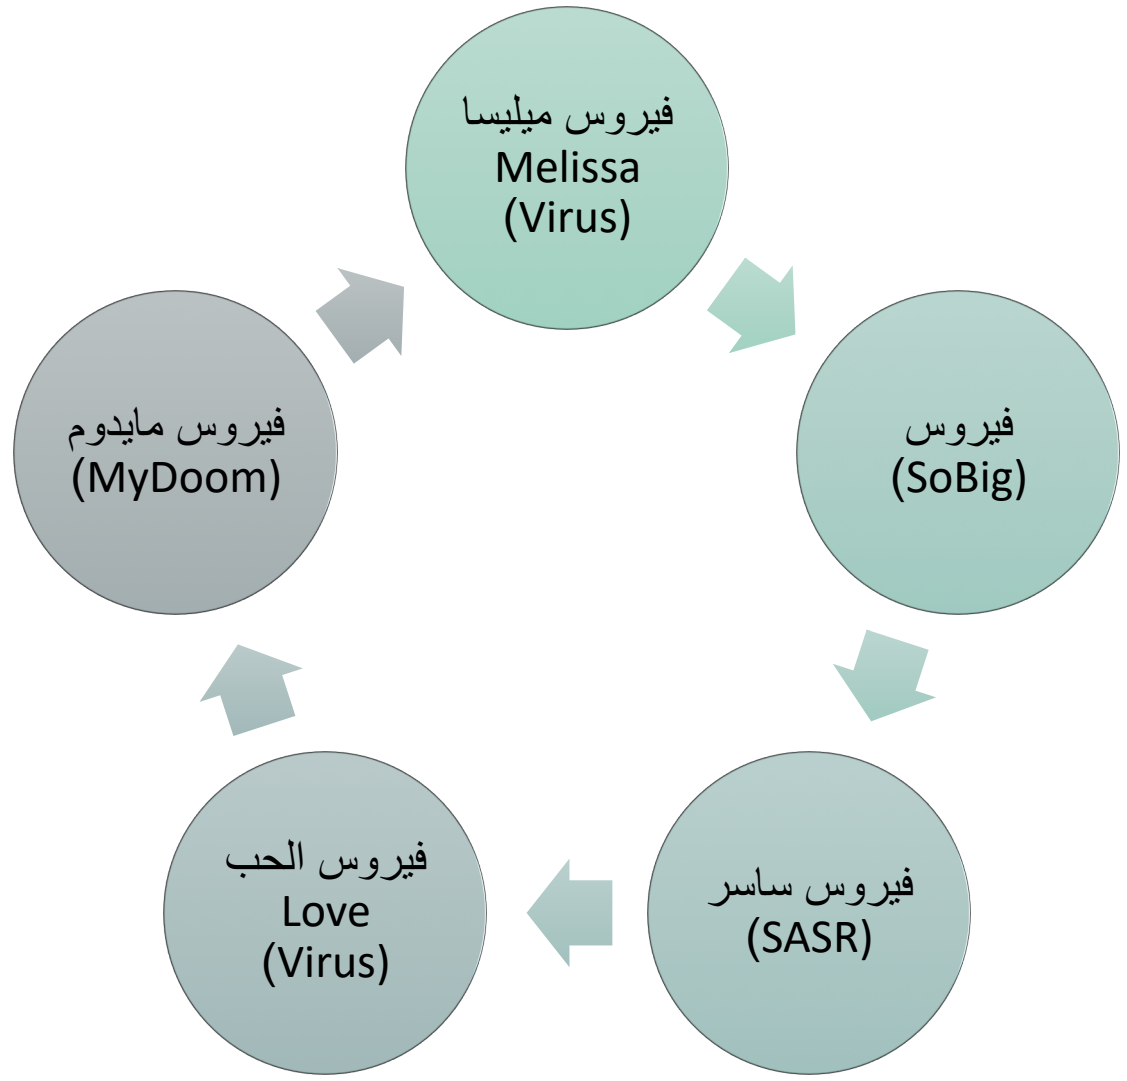 فيروس ميليسا
Melissa
(Virus)
فيروس
(SoBig)
فيروس ساسر
(SASR)
فيروس الحب
Love
(Virus)
فيروس مايدوم
(MyDoom)